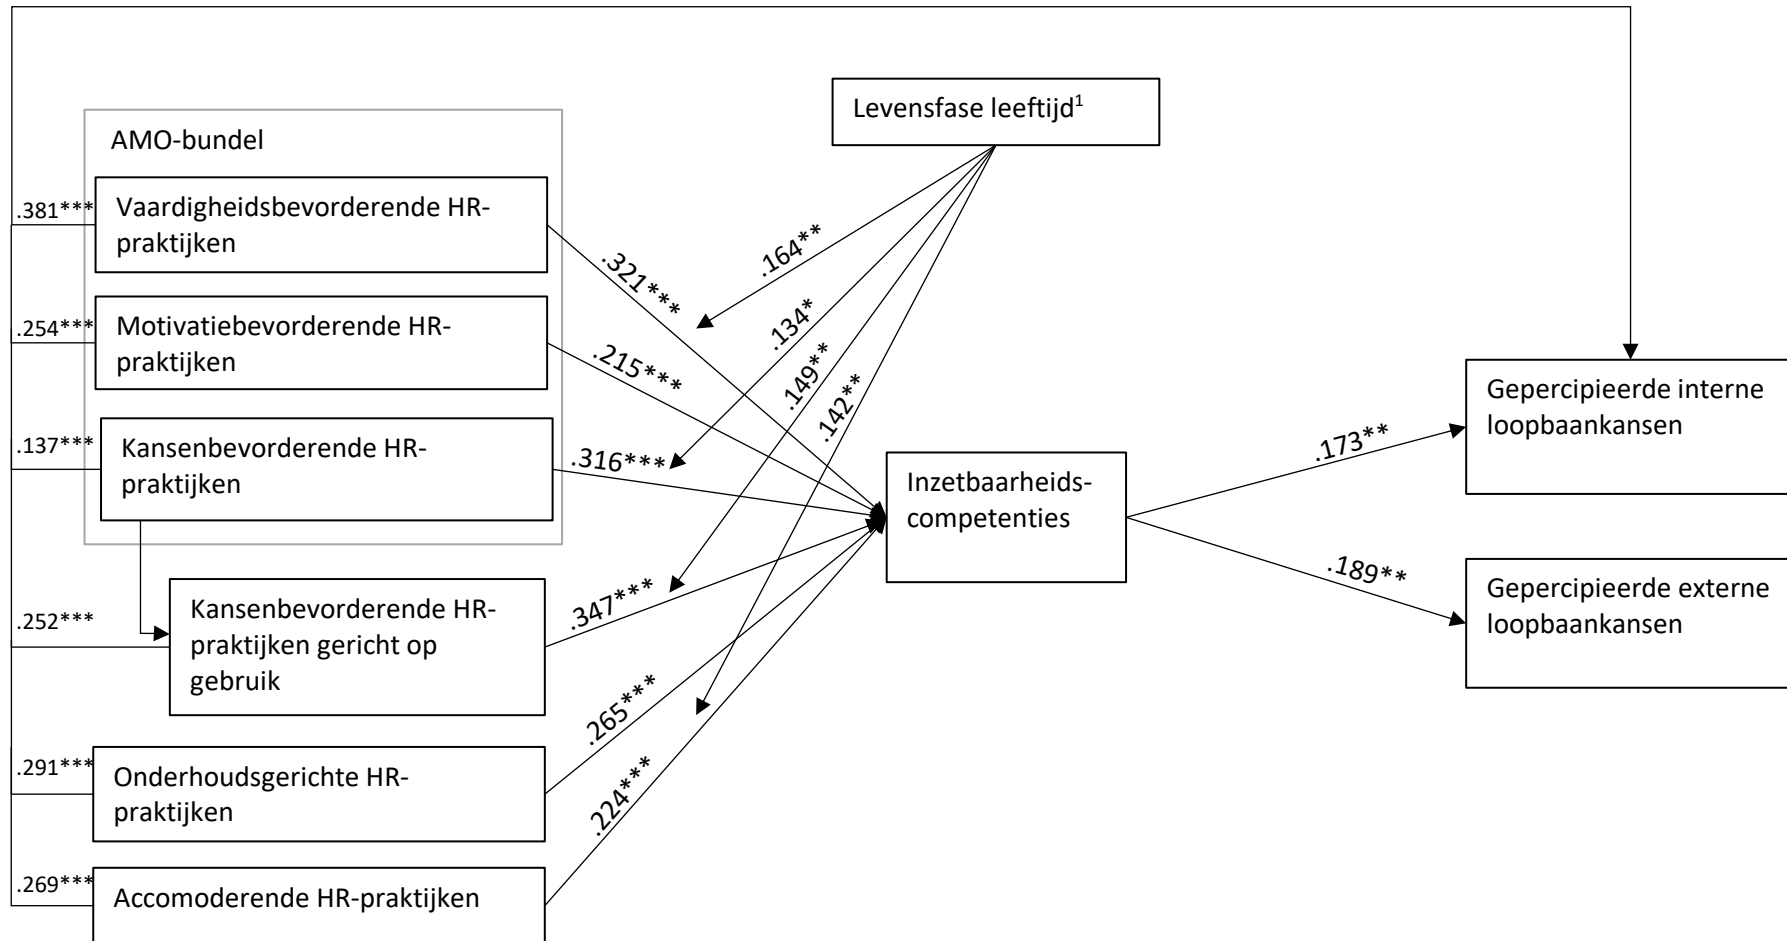 Levensfase leeftijd¹
AMO-bundel
.381***
Vaardigheidsbevorderende HR-
praktijken
.321***
.164**
.254***
Motivatiebevorderende HR-
praktijken
.215***
.134*
.149**
.142**
.137***
Kansenbevorderende HR-
praktijken
.316***
Inzetbaarheids-
competenties
.173**
Gepercipieerde interne
loopbaankansen
.189**
Gepercipieerde externe
loopbaankansen
.252***
Kansenbevorderende HR-
praktijken gericht op
gebruik
.347***
.291***
Onderhoudsgerichte HR-
praktijken
.265***
.269***
Accomoderende HR-praktijken
.224***